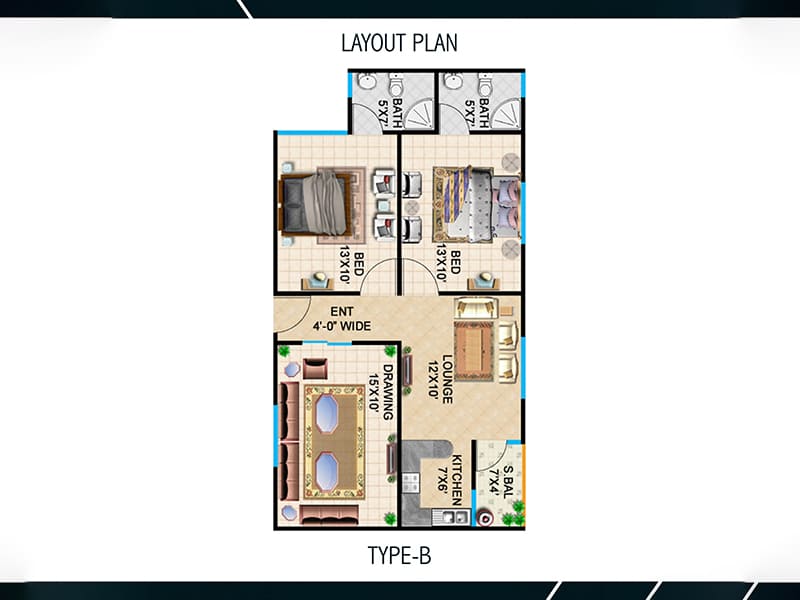 LAYOUT PLAN
BATH
5'X7'
BATH
5'X7'
BED
13'X10'
BED
13'X10'
ENT
4'-0" WIDE
LOUNGE
12'X10'
DRAWING
15'X10'
KITCHEN
7'X6'
S.BAL
7'X4'
TYPE-B